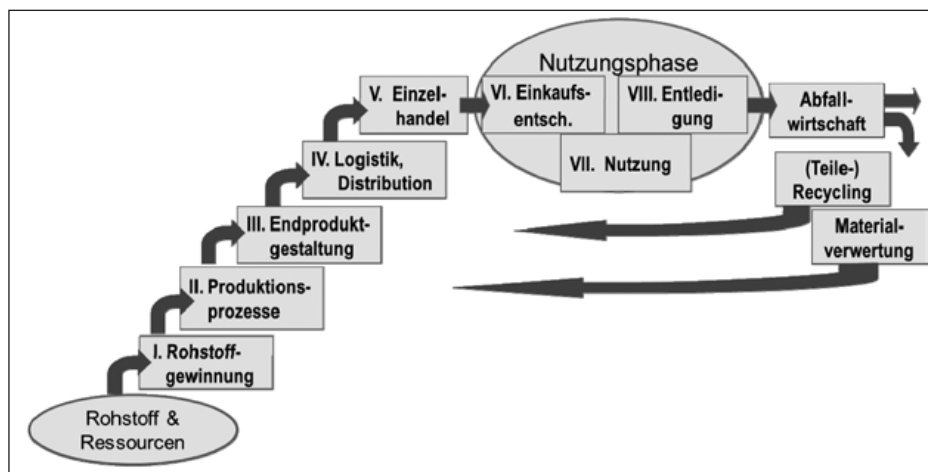 Nutzungsphase
V. Einzel-
handel
VI. Einkaufs-
entsch.
VIII. Entledi-
gung
Abfall-
wirtschaft
IV. Logistik,
Distribution
VII. Nutzung
(Teile-)
Recycling
III. Endprodukt-
gestaltung
Material-
verwertung
II. Produktions-
prozesse
I. Rohstoff-
gewinnung
Rohstoff &
Ressourcen